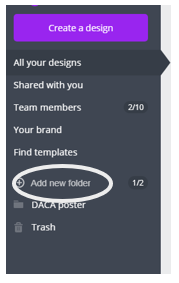 Create a design
All your designs
Shared with you
Team members 2/10
Your brand
Find templates
Add new folder 1/2
DACA poster
Trash